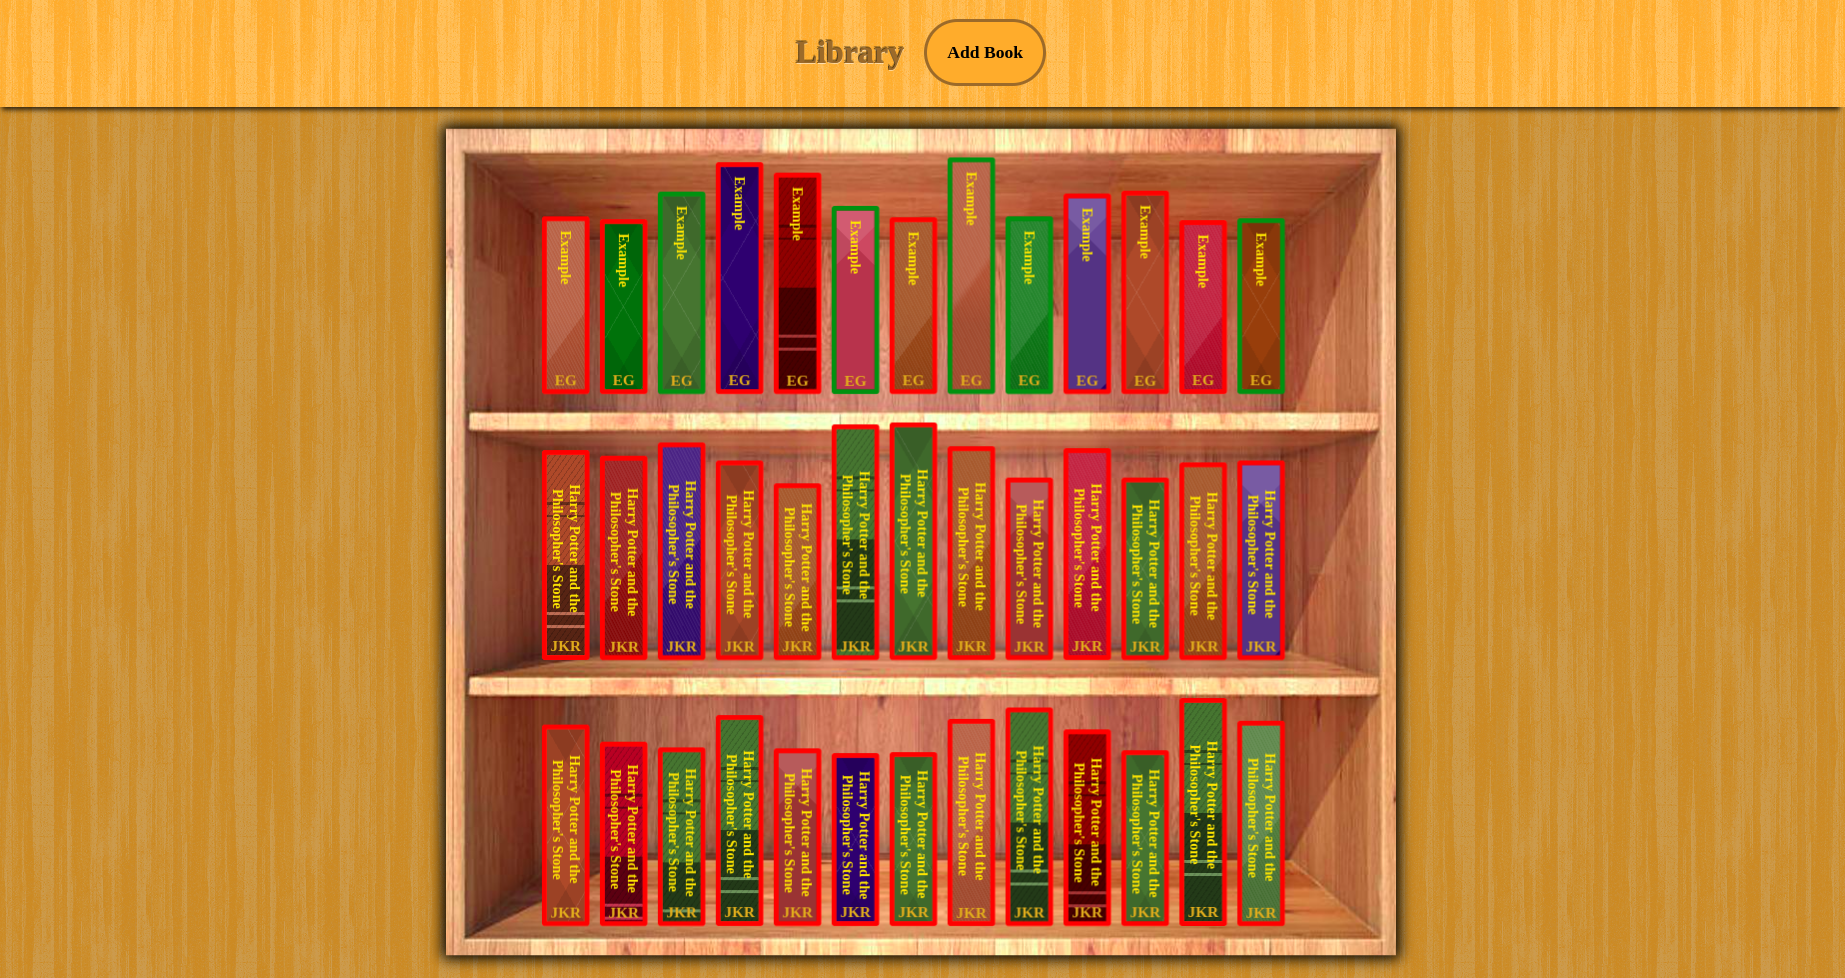 Library
Add Book
Example
EG
Example
EG
Example
EG
Example
EG
Example
EG
Example
EG
Example
EG
Example
EG
Example
EG
Example
EG
Example
EG
Example
EG
Example
EG
Harry Potter and the
Philosopher's Stone
JKR
Harry Potter and the
Philosopher's Stone
JKR
Harry Potter and the
Philosopher's Stone
JKR
Harry Potter and the
Philosopher's Stone
JKR
Harry Potter and the
Philosopher's Stone
JKR
Harry Potter and the
Philosopher's Stone
JKR
Harry Potter and the
Philosopher's Stone
JKR
Harry Potter and the
Philosopher's Stone
JKR
Harry Potter and the
Philosopher's Stone
JKR
Harry Potter and the
Philosopher's Stone
JKR
Harry Potter and the
Philosopher's Stone
JKR
Harry Potter and the
Philosopher's Stone
JKR
Harry Potter and the
Philosopher's Stone
JKR
Harry Potter and the
Philosopher's Stone
JKR
Harry Potter and the
Philosopher's Stone
JKR
Harry Potter and the
Philosopher's Stone
JKR
Harry Potter and the
Philosopher's Stone
JKR
Harry Potter and the
Philosopher's Stone
JKR
Harry Potter and the
Philosopher's Stone
JKR
Harry Potter and the
Philosopher's Stone
JKR
Harry Potter and the
Philosopher's Stone
JKR
Harry Potter and the
Philosopher's Stone
JKR
Harry Potter and the
Philosopher's Stone
JKR
Harry Potter and the
Philosopher's Stone
JKR
Harry Potter and the
Philosopher's Stone
JKR
Harry Potter and the
Philosopher's Stone
JKR